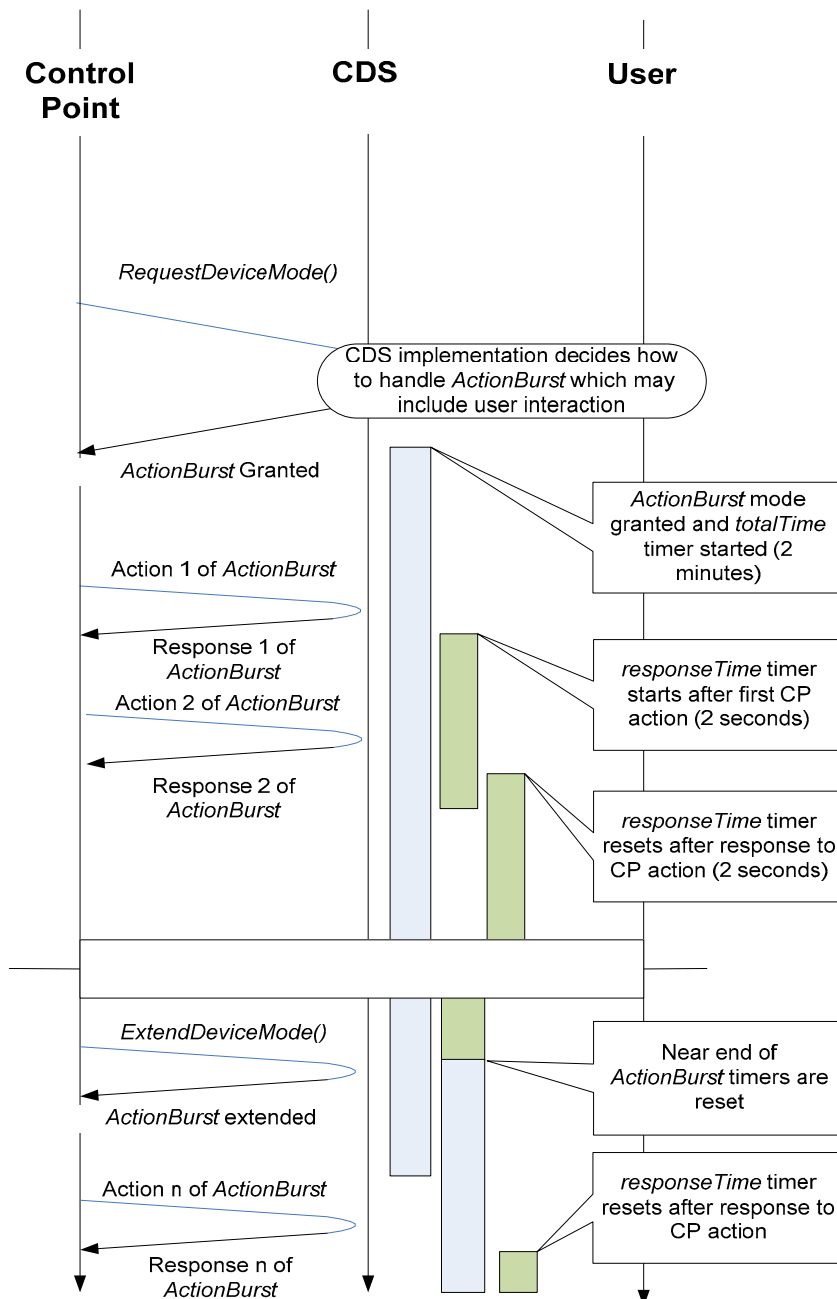 Control
Point
CDS
User
RequestDeviceMode()
CDS implementation decides how
to handle ActionBurst which may
include user interaction
ActionBurst Granted
ActionBurst mode
granted and totalTime
timer started (2
minutes)
Action 1 of ActionBurst
Response 1 of
ActionBurst
responseTime timer
starts after first CP
action (2 seconds)
Action 2 of ActionBurst
Response 2 of
ActionBurst
responseTime timer
resets after response to
CP action (2 seconds)
ExtendDeviceMode()
ActionBurst extended
Near end of
ActionBurst timers are
reset
Action n of ActionBurst
Response n of
ActionBurst
responseTime timer
resets after response to
CP action